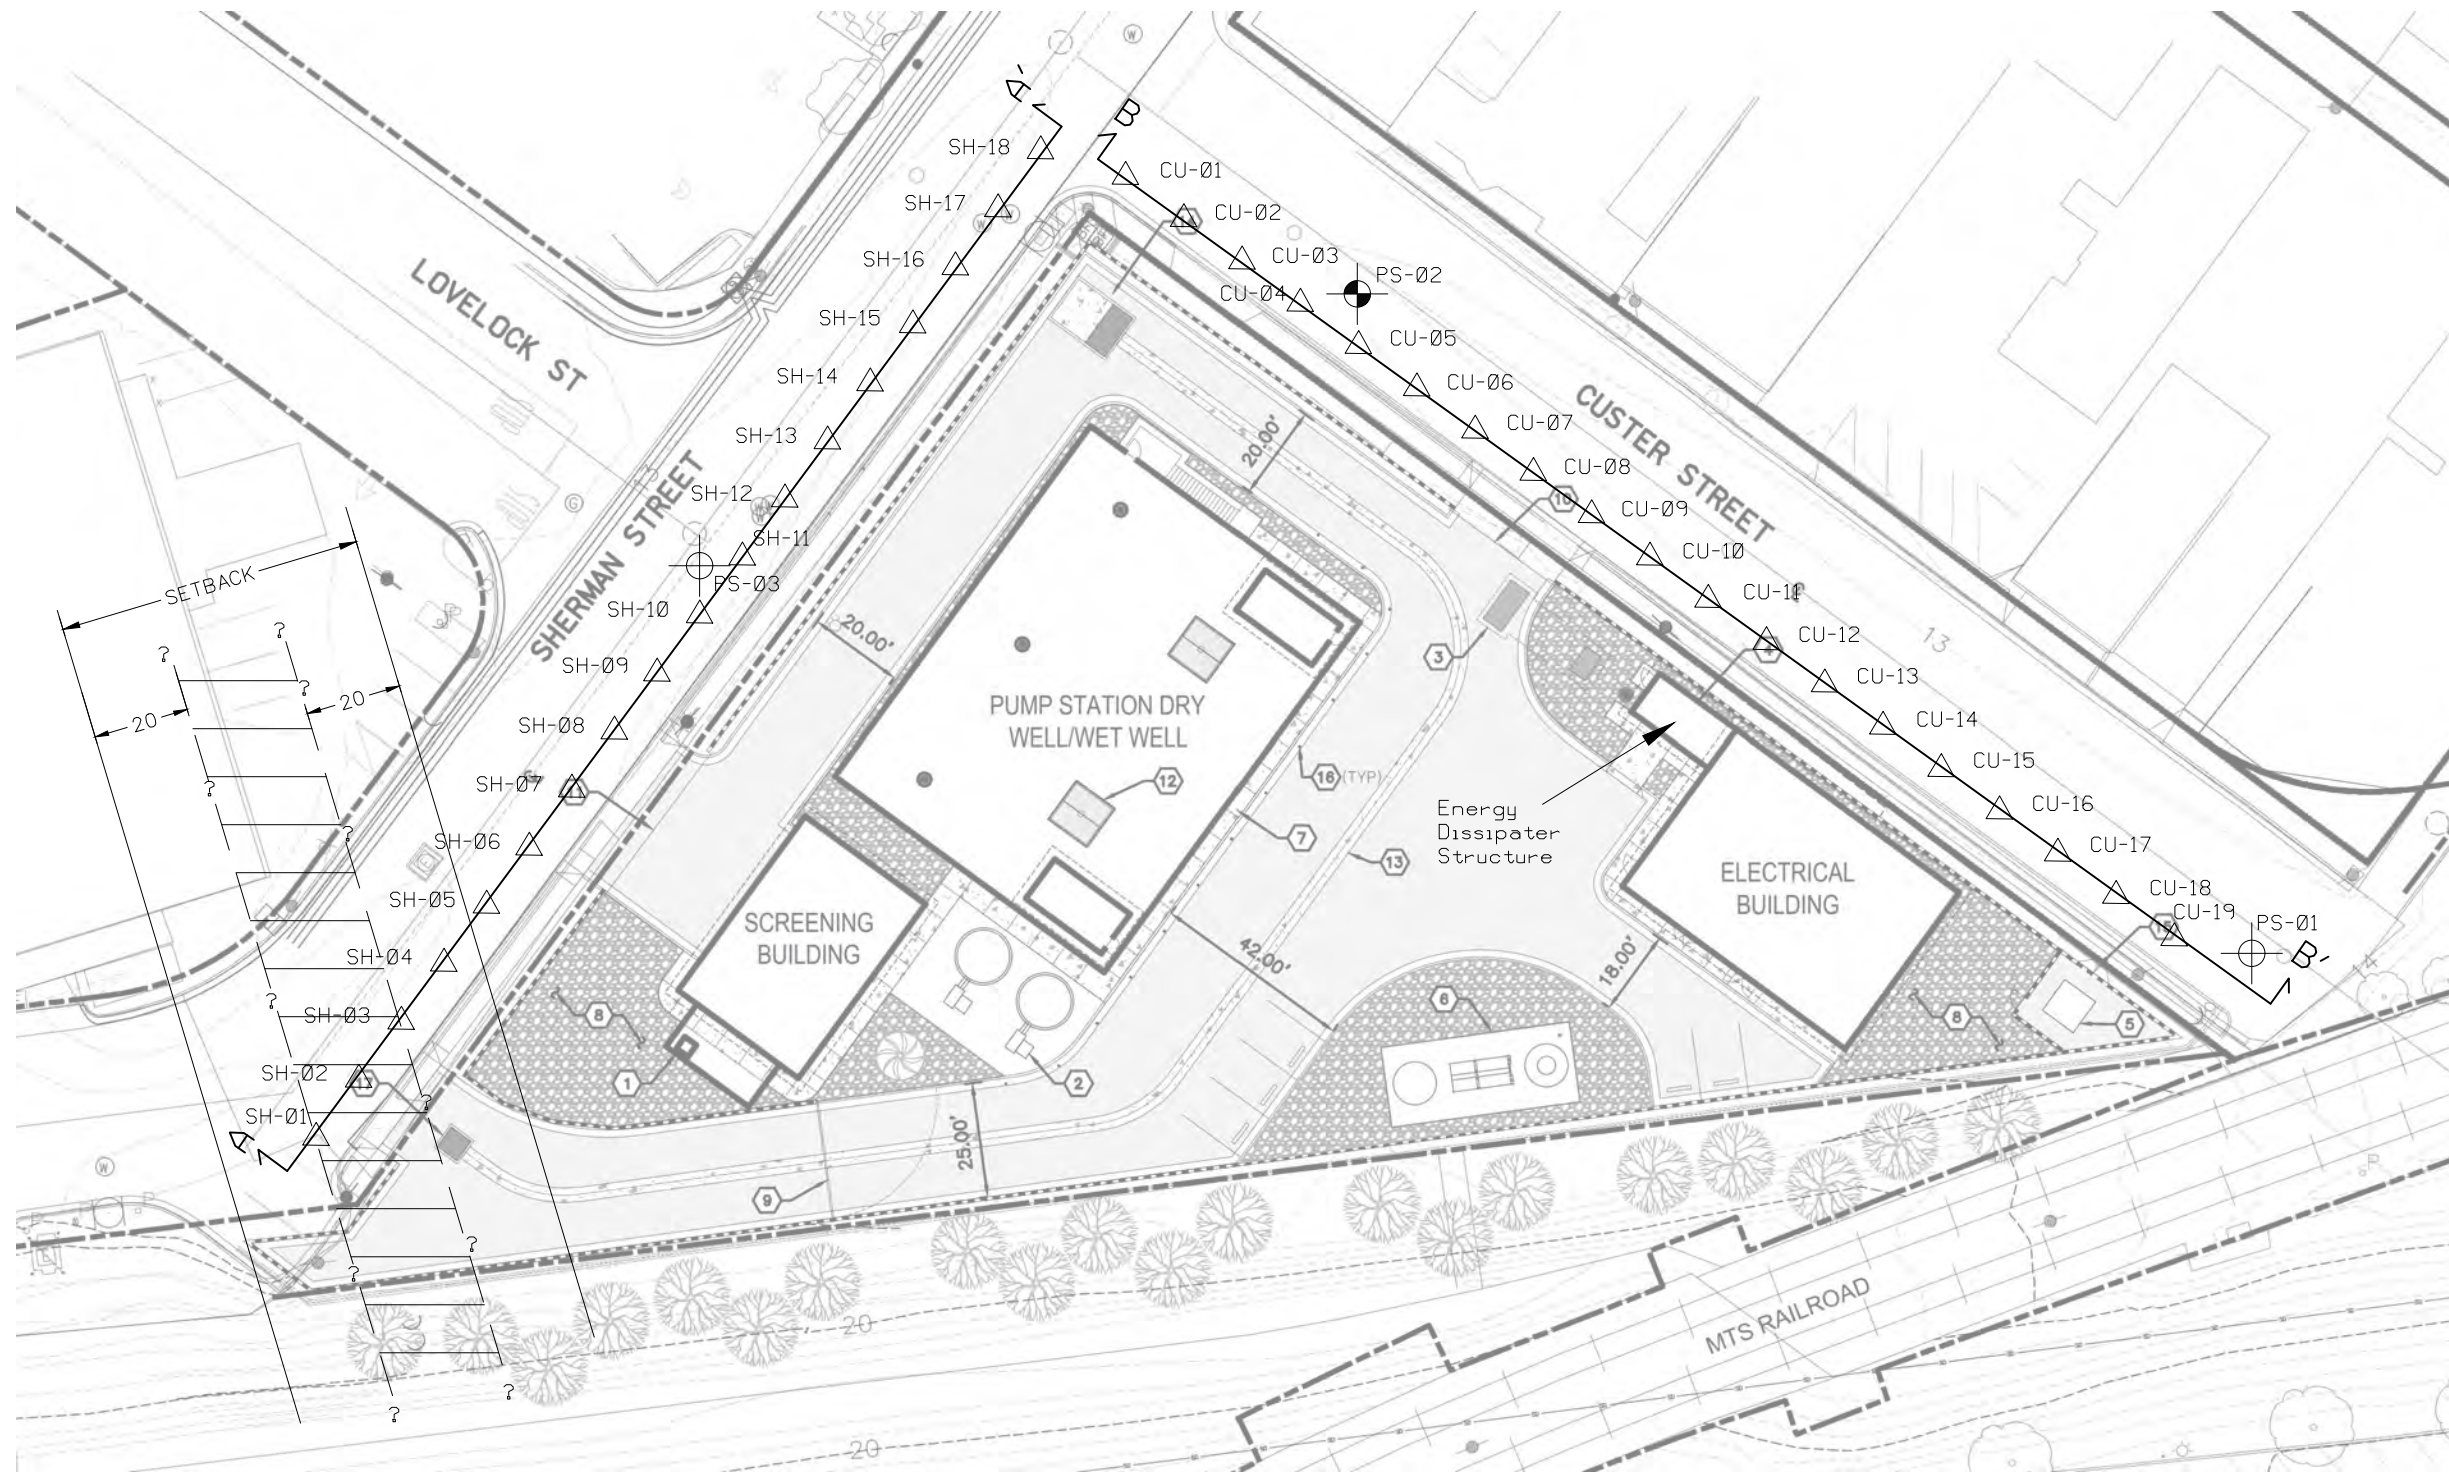 A'
B
SH-18
CU-01
SH-17
CU-02
SH-16
CU-03
PS-02
CU-04
SH-15
CU-05
LOVELOCK ST
SH-14
CU-06
SH-13
CU-07
CUSTER STREET
20.00'
SH-12
CU-08
10
CU-09
SH-11
CU-10
PS-03
SETBACK
SHERMAN STREET
SH-10
CU-11
20.00'
CU-12
13
?
?
3
4
SH-09
CU-13
?
20
20
PUMP STATION DRY
WELL/WET WELL
SH-08
CU-14
CU-15
SH-07
12
16 (TYP)
?
CU-16
Energy
Dissipater
Structure
7
?
SH-06
13
CU-17
ELECTRICAL
BUILDING
SH-05
CU-18
SCREENING
BUILDING
CU-19
PS-01
SH-04
42.00'
18.00'
B'
14
?
8
6
8
5
SH-03
SH-02
1
2
?
SH-01
A
25.00'
9
?
?
20
MTS RAILROAD
?
?
20